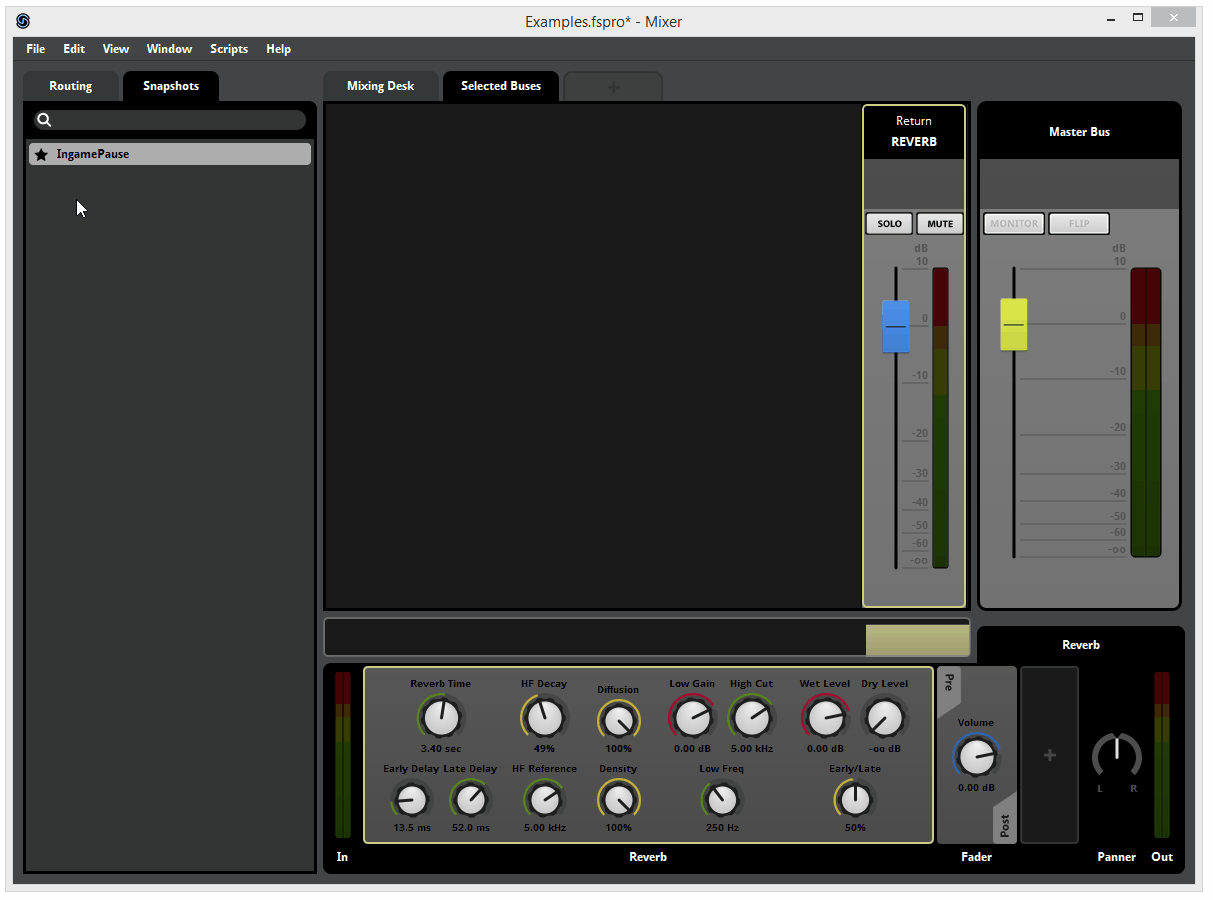 Examples.fspro* - Mixer
File Edit View Window Scripts Help
Routing Snapshots
IngamePause
Mixing Desk Selected Buses +
Return
REVERB
SOLO MUTE
dB
10
0
-10
-20
-30
-40
-50
-60
-oo
Master Bus
MONITOR FLIP
dB
10
0
-10
-20
-30
-40
-50
-60
-oo
Reverb
Reverb Time HF Decay Diffusion Low Gain High Cut Wet Level Dry Level
3.40 sec 49% 100% 0.00 dB 5.00 kHz 0.00 dB -oo dB
Early Delay Late Delay HF Reference Density Low Freq Early/Late
13.5 ms 52.0 ms 5.00 kHz 100% 250 Hz 50%
Pre
Volume
0.00 dB
Post
+
L R
In Reverb Fader Panner Out